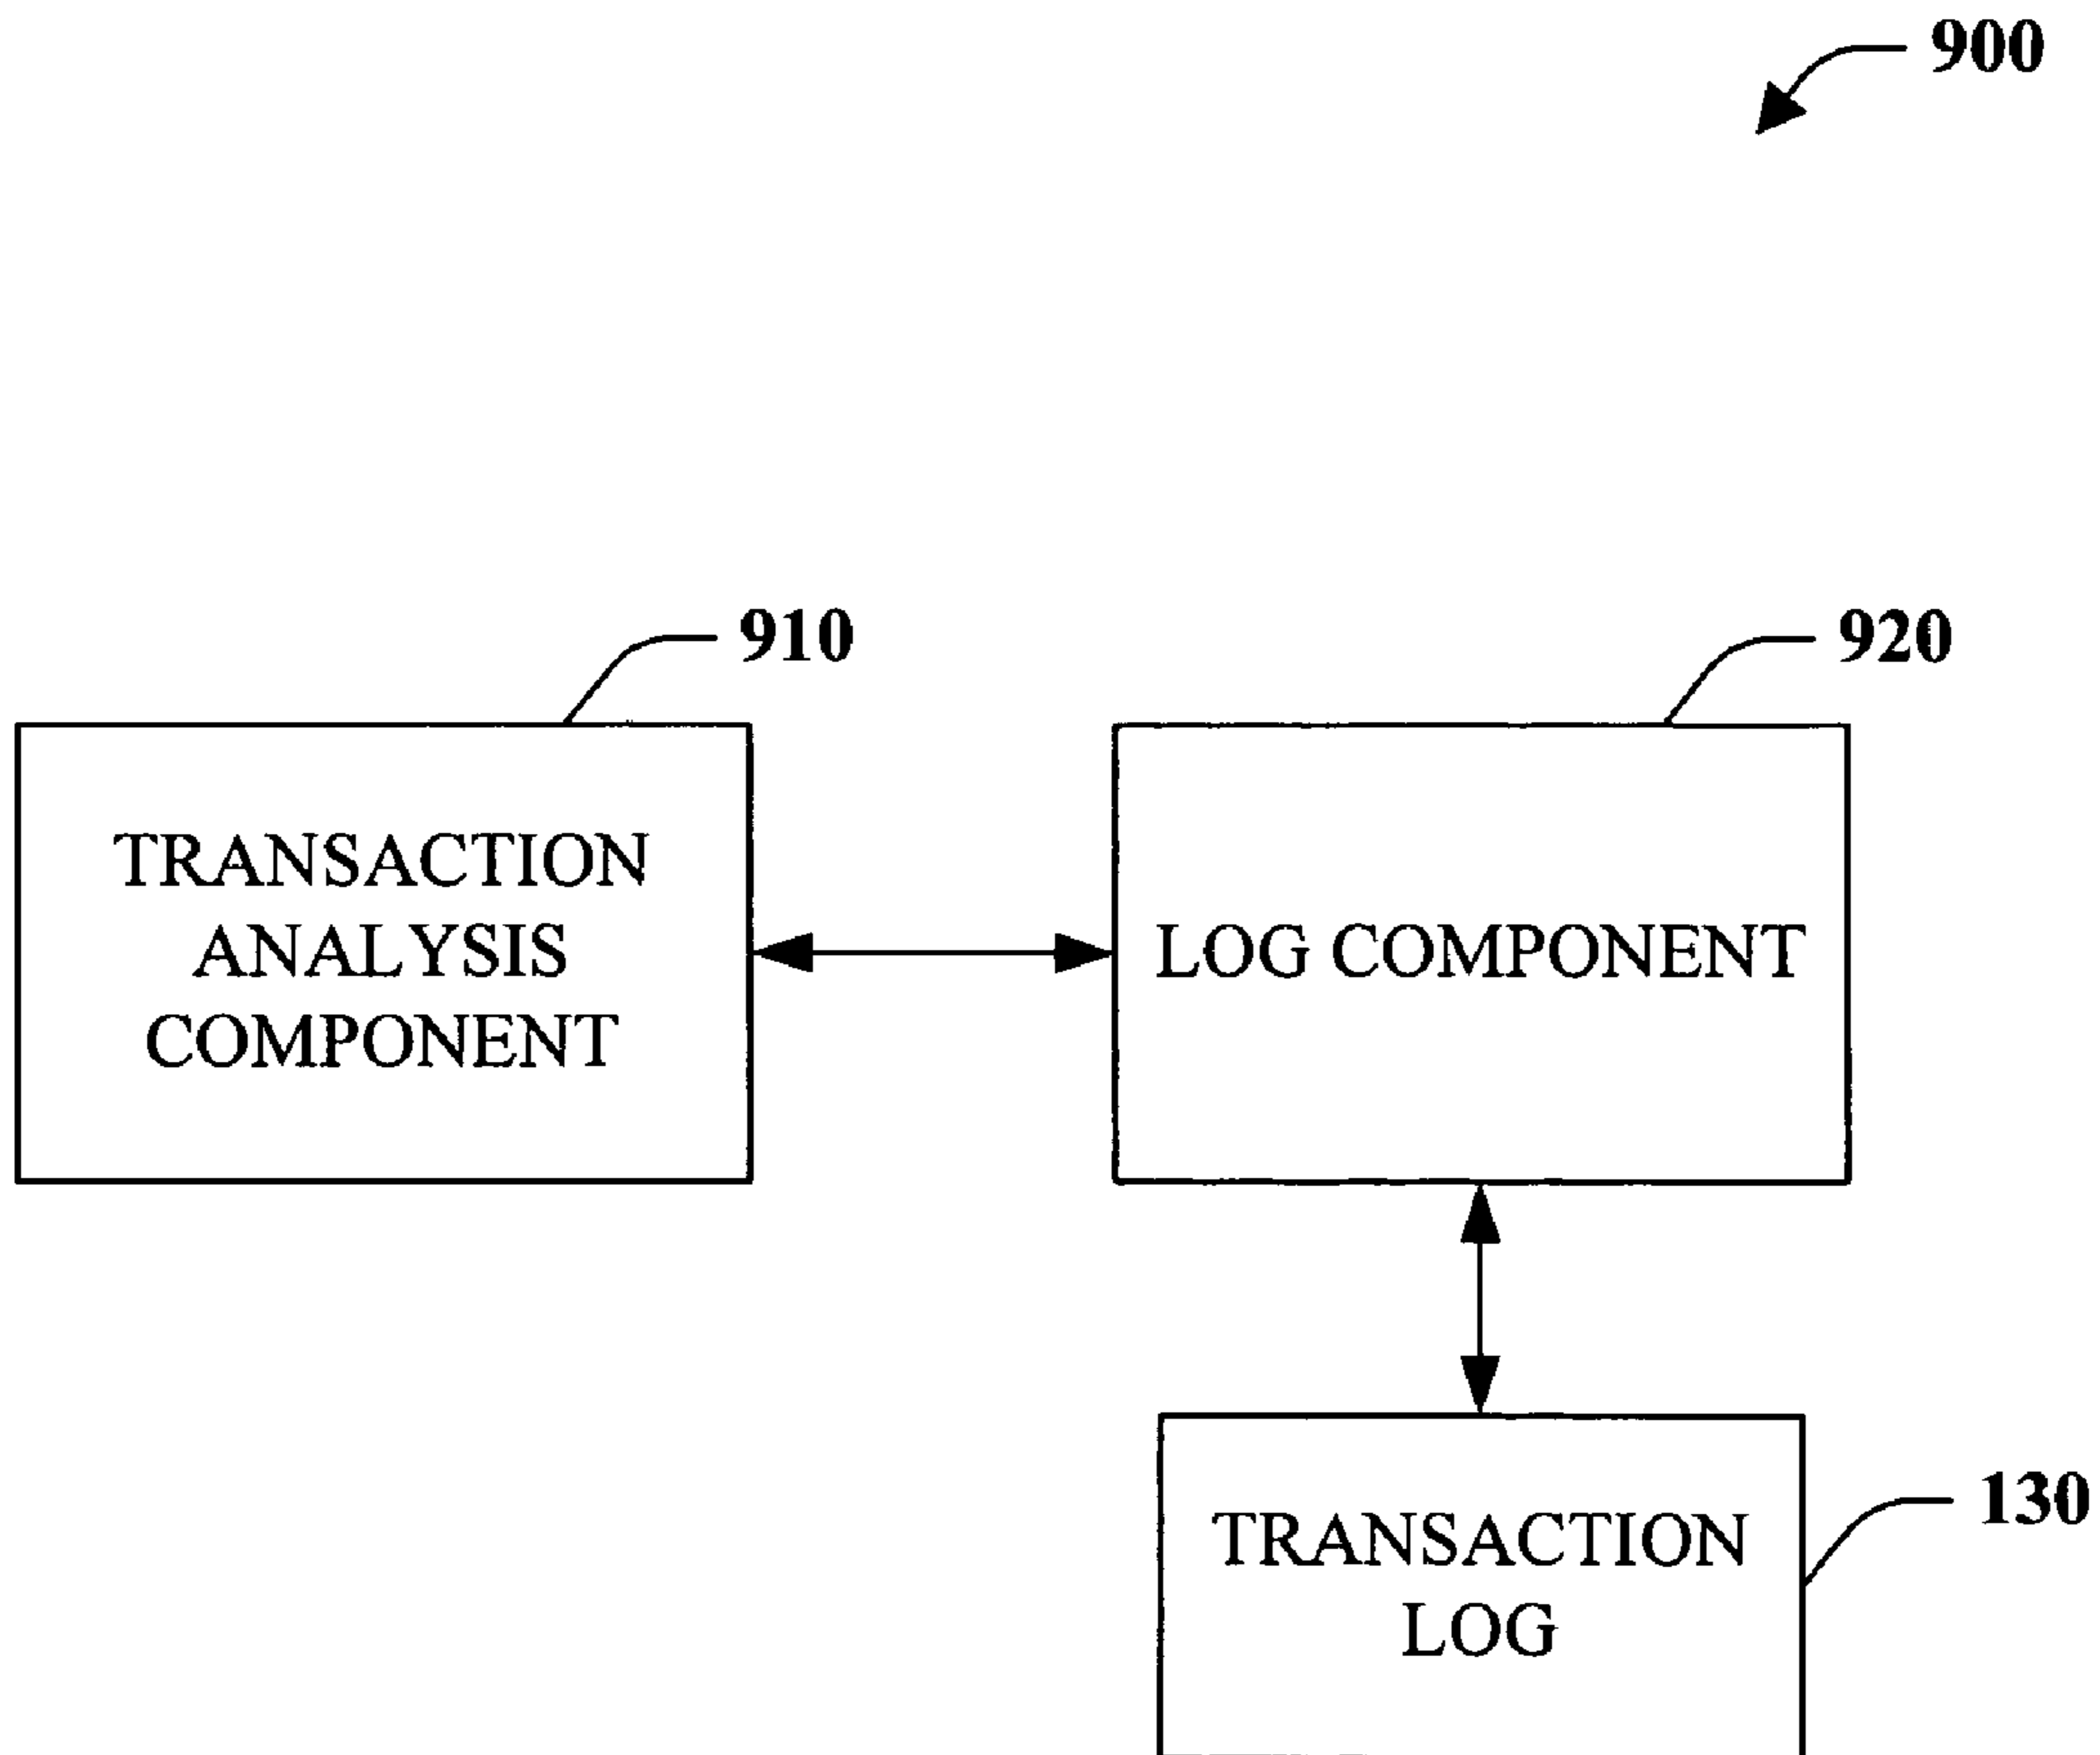 900
910
920
TRANSACTION
ANALYSIS
COMPONENT
LOG COMPONENT
130
TRANSACTION
LOG